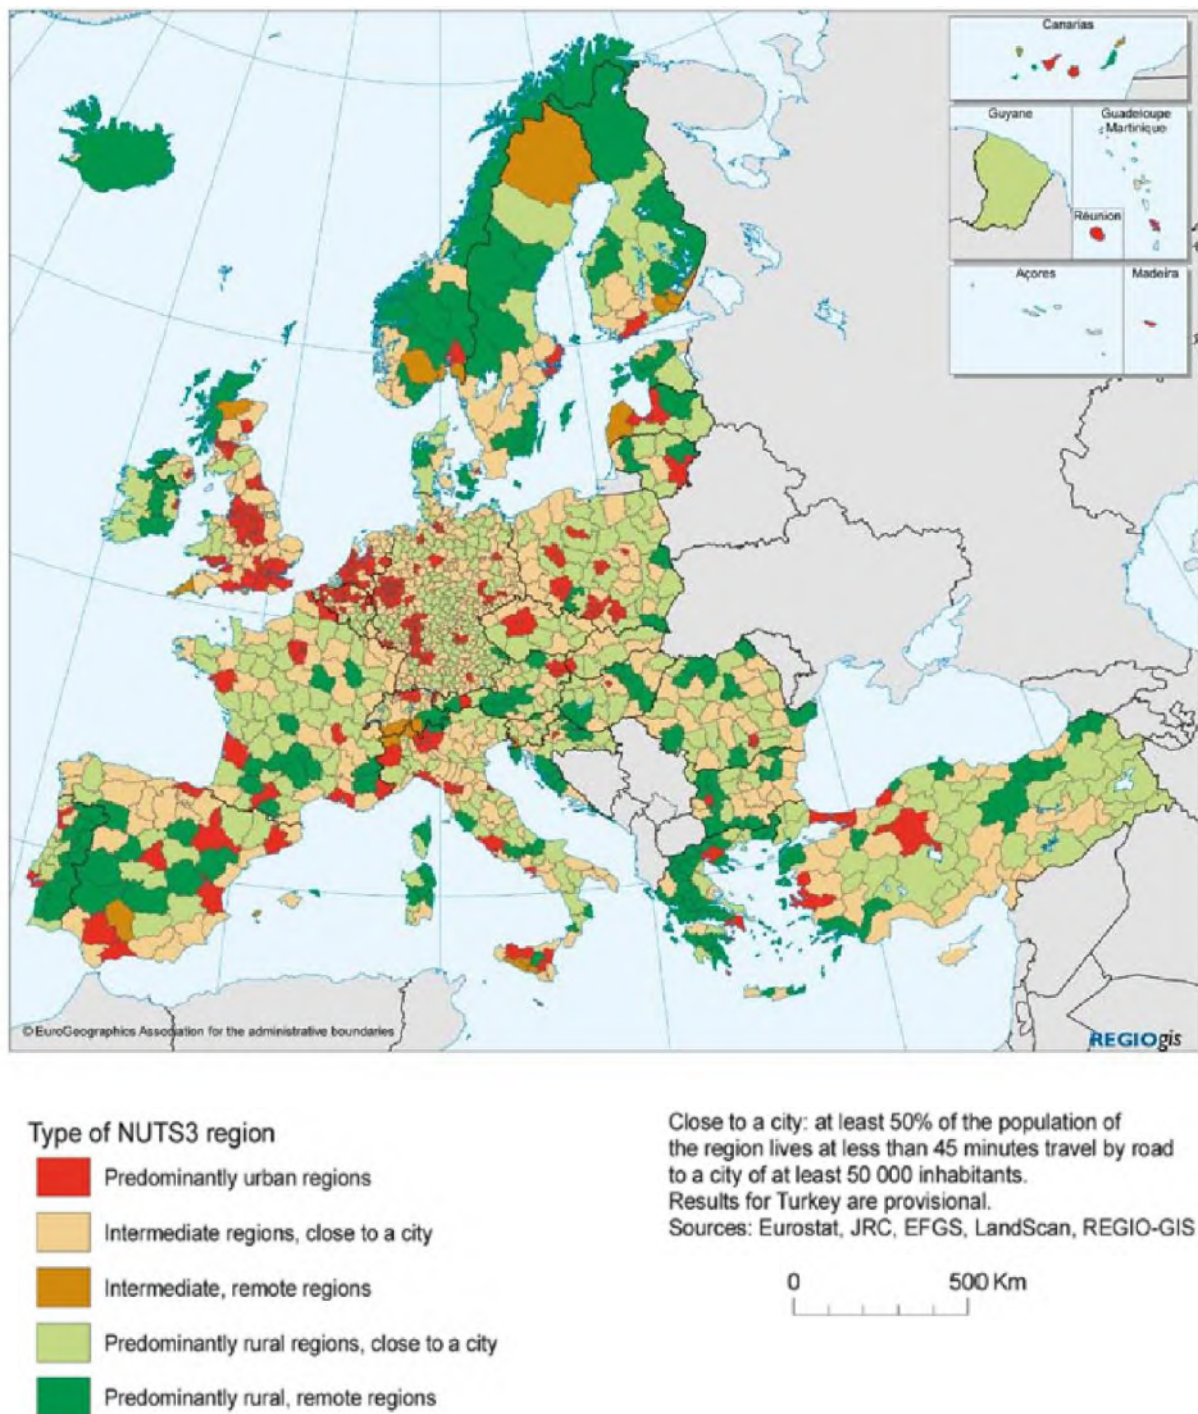 Canarias
Guyane
Guadeloupe
Martinique
Réunion
Açores
Madeira
© EuroGeographics Association for the administrative boundaries
REGIOgis
Type of NUTS3 region
Predominantly urban regions
Intermediate regions, close to a city
Intermediate, remote regions
Predominantly rural regions, close to a city
Predominantly rural, remote regions
Close to a city: at least 50% of the population of
the region lives at less than 45 minutes travel by road
to a city of at least 50 000 inhabitants.
Results for Turkey are provisional.
Sources: Eurostat, JRC, EFGS, LandScan, REGIO-GIS
0 500 Km